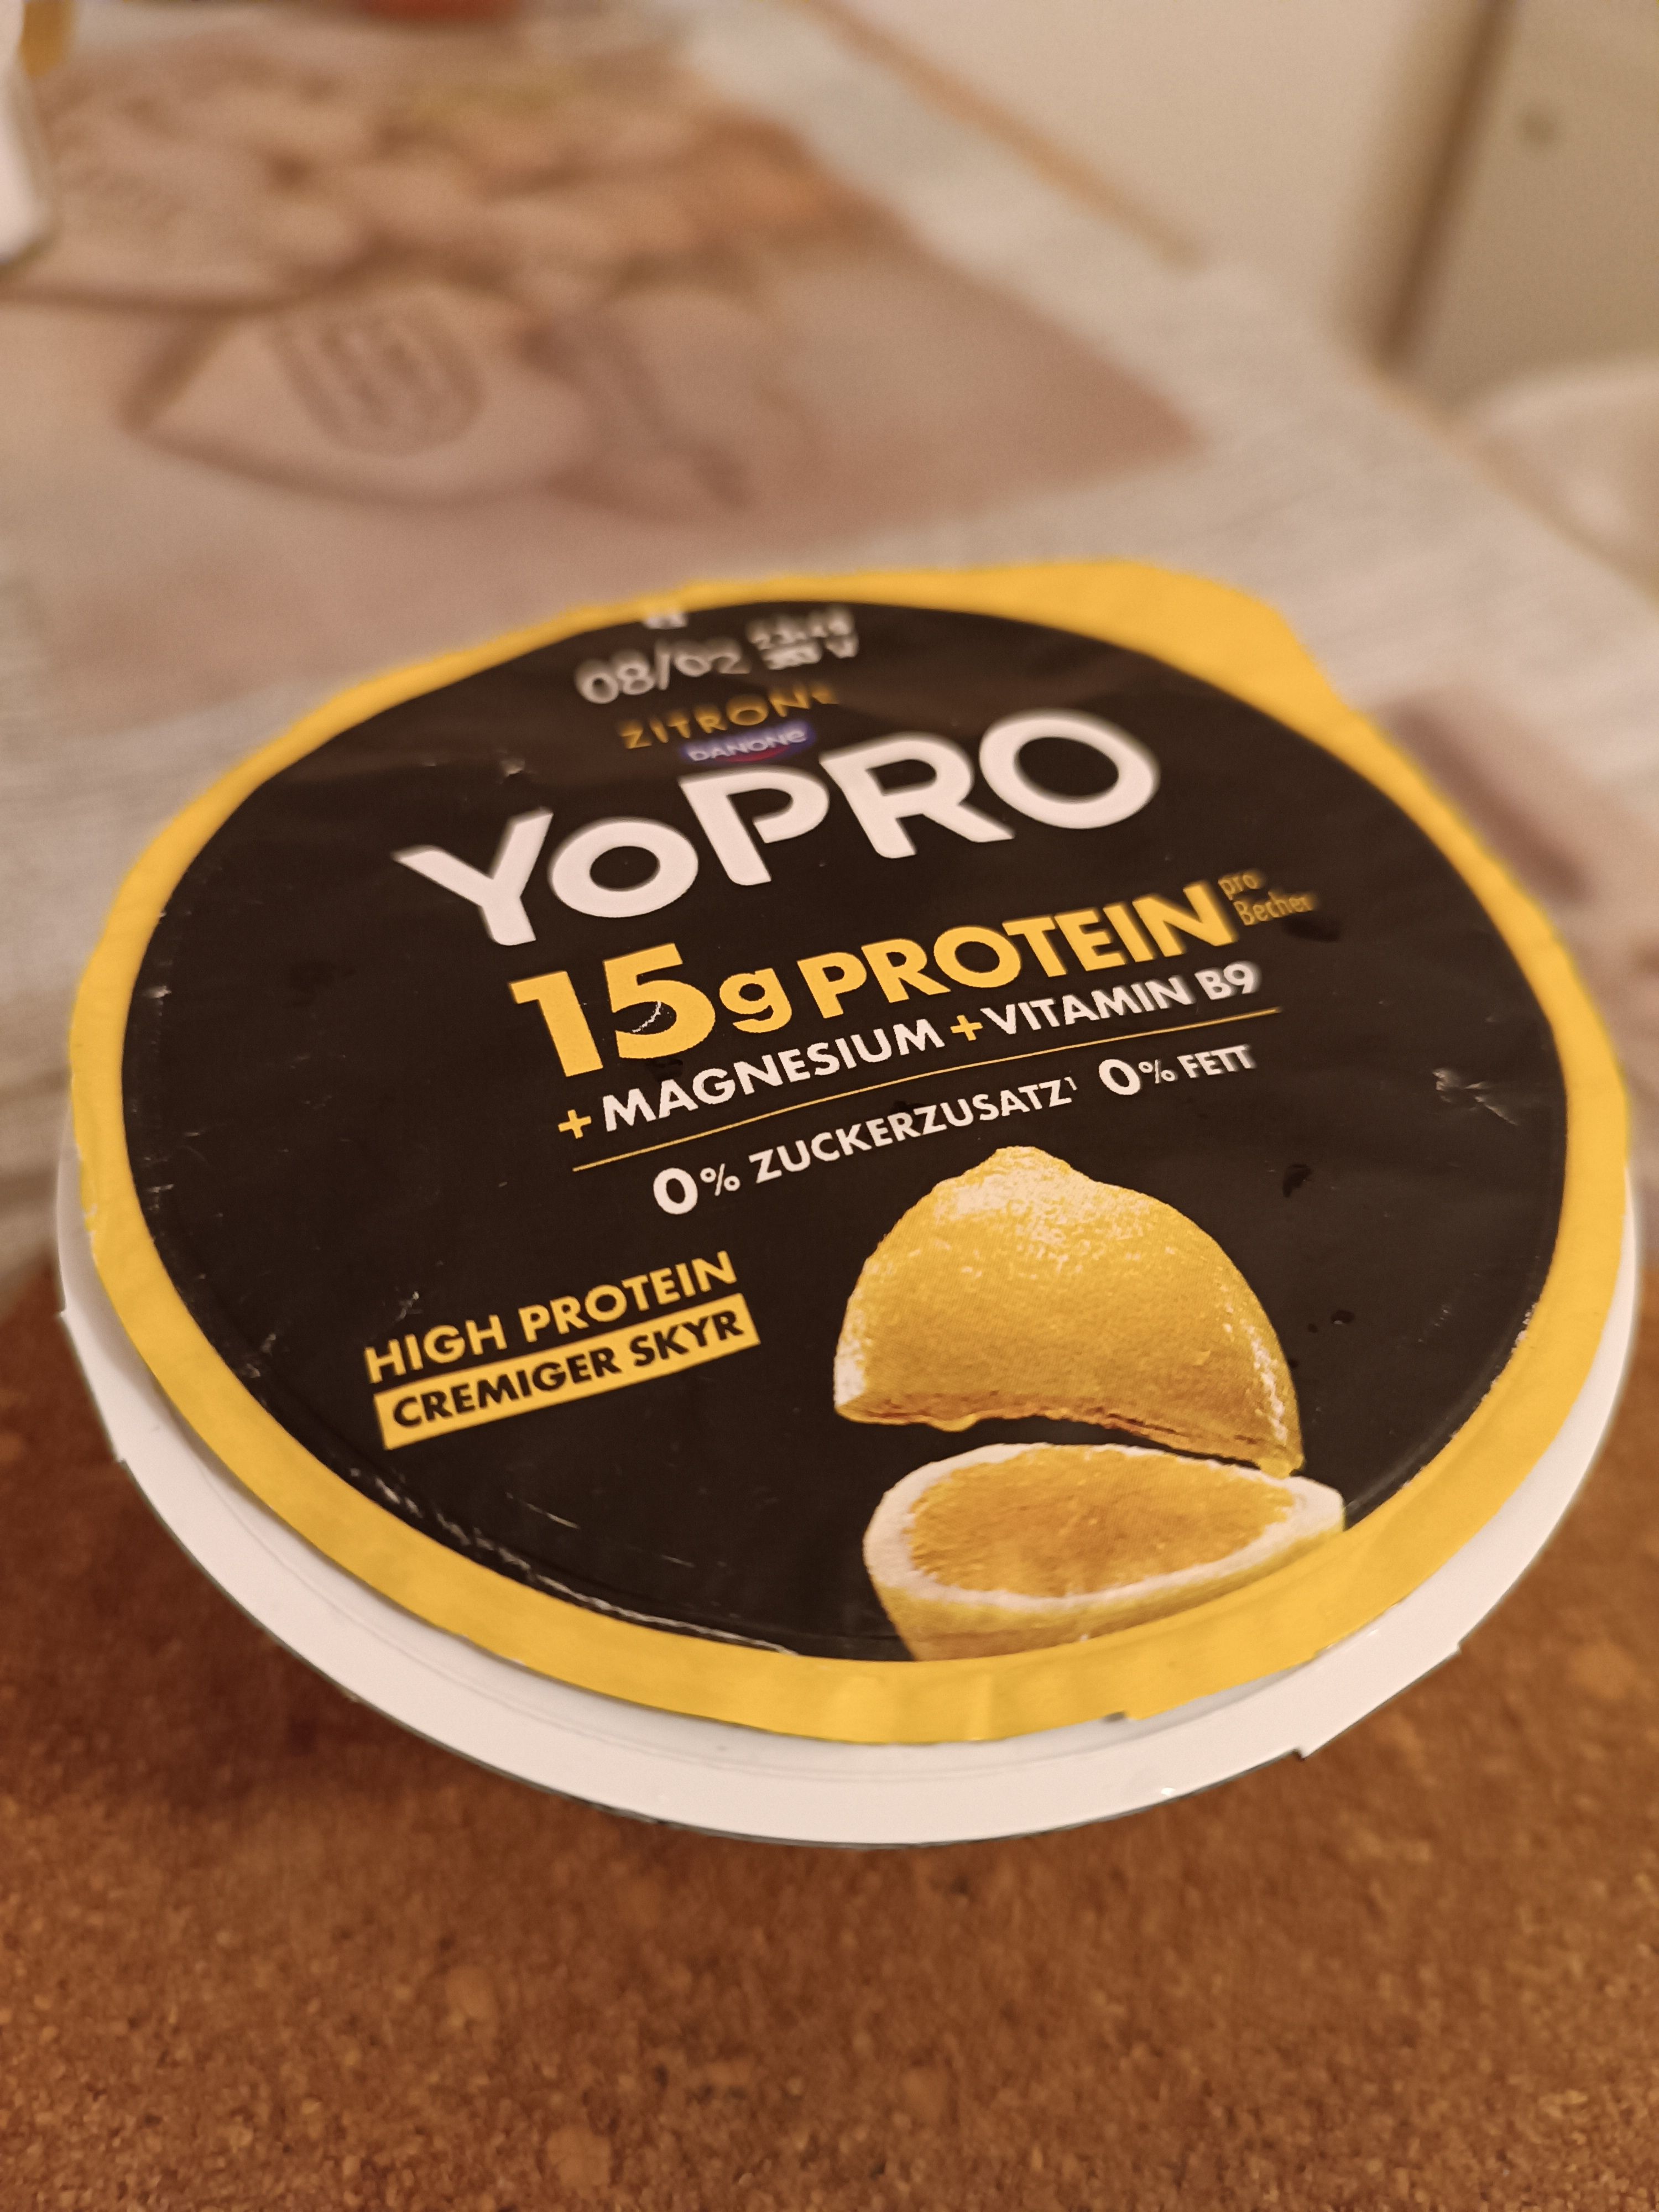 08/02
ZITRONE
DANONE
YoPRO
15g PROTEIN pro Becher
+ MAGNESIUM + VITAMIN B9
0% ZUCKERZUSATZ¹ 0% FETT
HIGH PROTEIN
CREMIGER SKYR